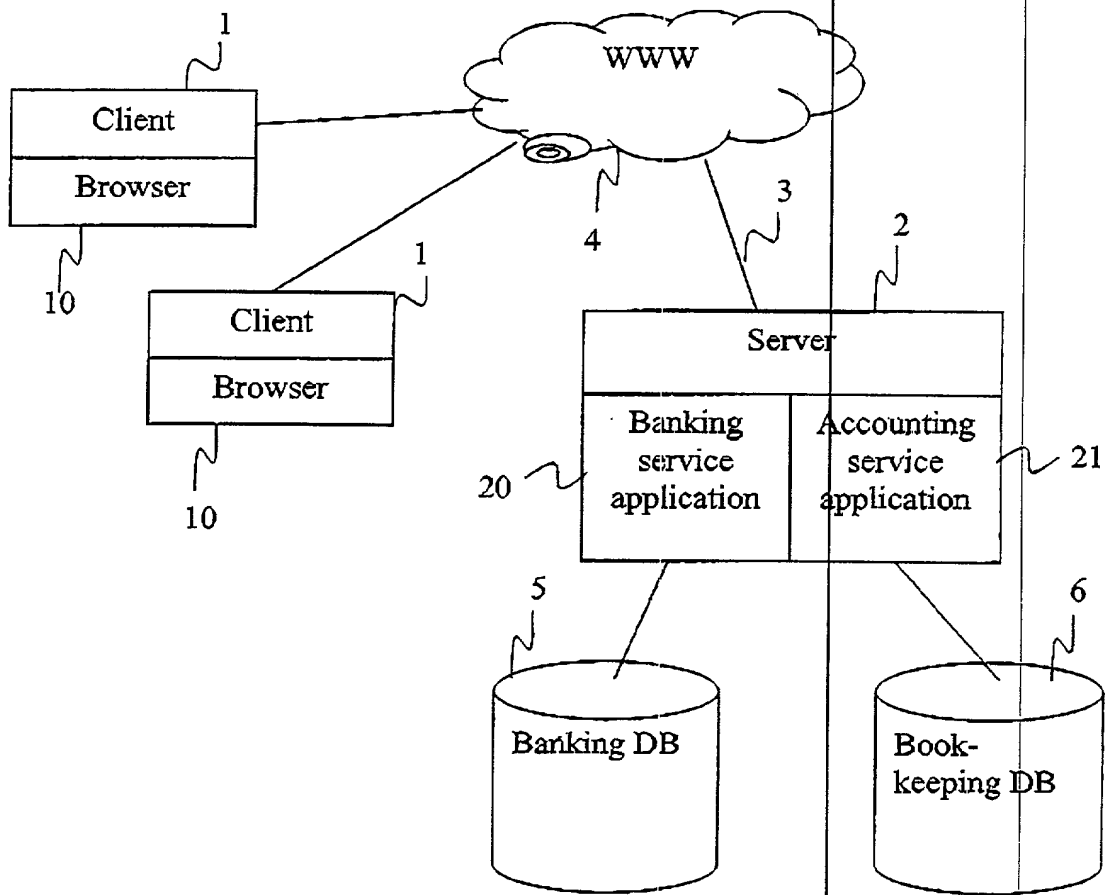 1
WWW
Client
Browser
10
4
3
1
2
Client
Browser
10
Server
Banking
service
application
20
Accounting
service
application
21
5
6
Banking DB
Book-
keeping DB